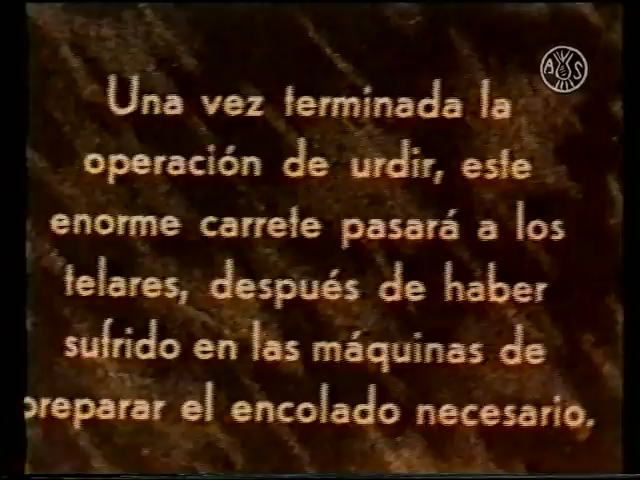 Una vez terminada la
operación de urdir, este
enorme carrete pasará a los
telares, después de haber
sufrido en las máquinas de
preparar el encolado necesario.
A S